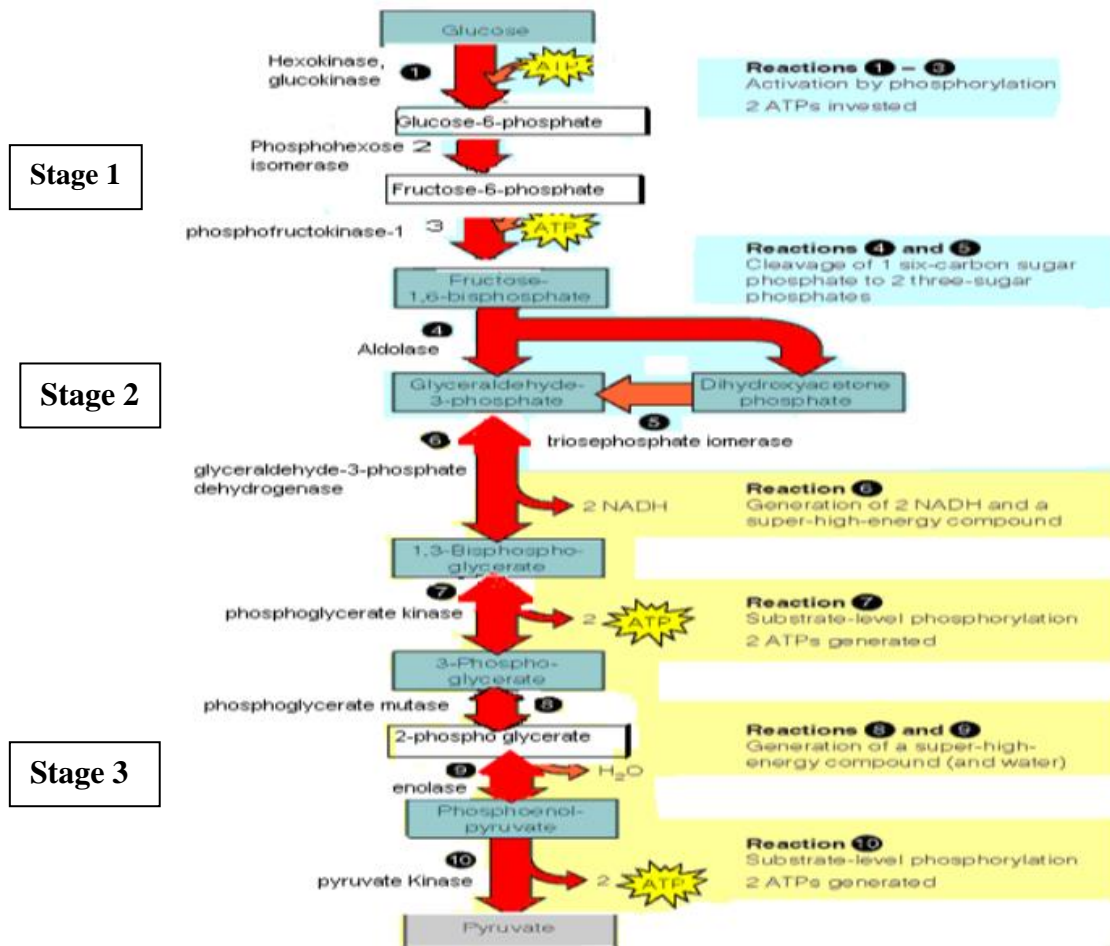 Glucose
Hexokinase,
glucokinase
1
ATP
Reactions 1 – 3
Activation by phosphorylation
2 ATPs invested
Glucose-6-phosphate
Stage 1
Phosphohexose
isomerase
2
Fructose-6-phosphate
phosphofructokinase-1
3
ATP
Fructose-
1,6-bisphosphate
Reactions 4 and 5
Cleavage of 1 six-carbon sugar
phosphate to 2 three-sugar
phosphates
4
Aldolase
Stage 2
Glyceraldehyde-
3-phosphate
Dihydroxyacetone
phosphate
5
triosephosphate iomerase
6
glyceraldehyde-3-phosphate
dehydrogenase
2 NADH
Reaction 6
Generation of 2 NADH and a
super-high-energy compound
1,3-Bisphospho-
glycerate
7
phosphoglycerate kinase
2 ATP
Reaction 7
Substrate-level phosphorylation
2 ATPs generated
3-Phospho-
glycerate
phosphoglycerate mutase
8
2-phospho glycerate
Reactions 8 and 9
Generation of a super-high-
energy compound (and water)
Stage 3
9
enolase
H2O
Phosphoenol-
pyruvate
10
pyruvate Kinase
2 ATP
Reaction 10
Substrate-level phosphorylation
2 ATPs generated
Pyruvate